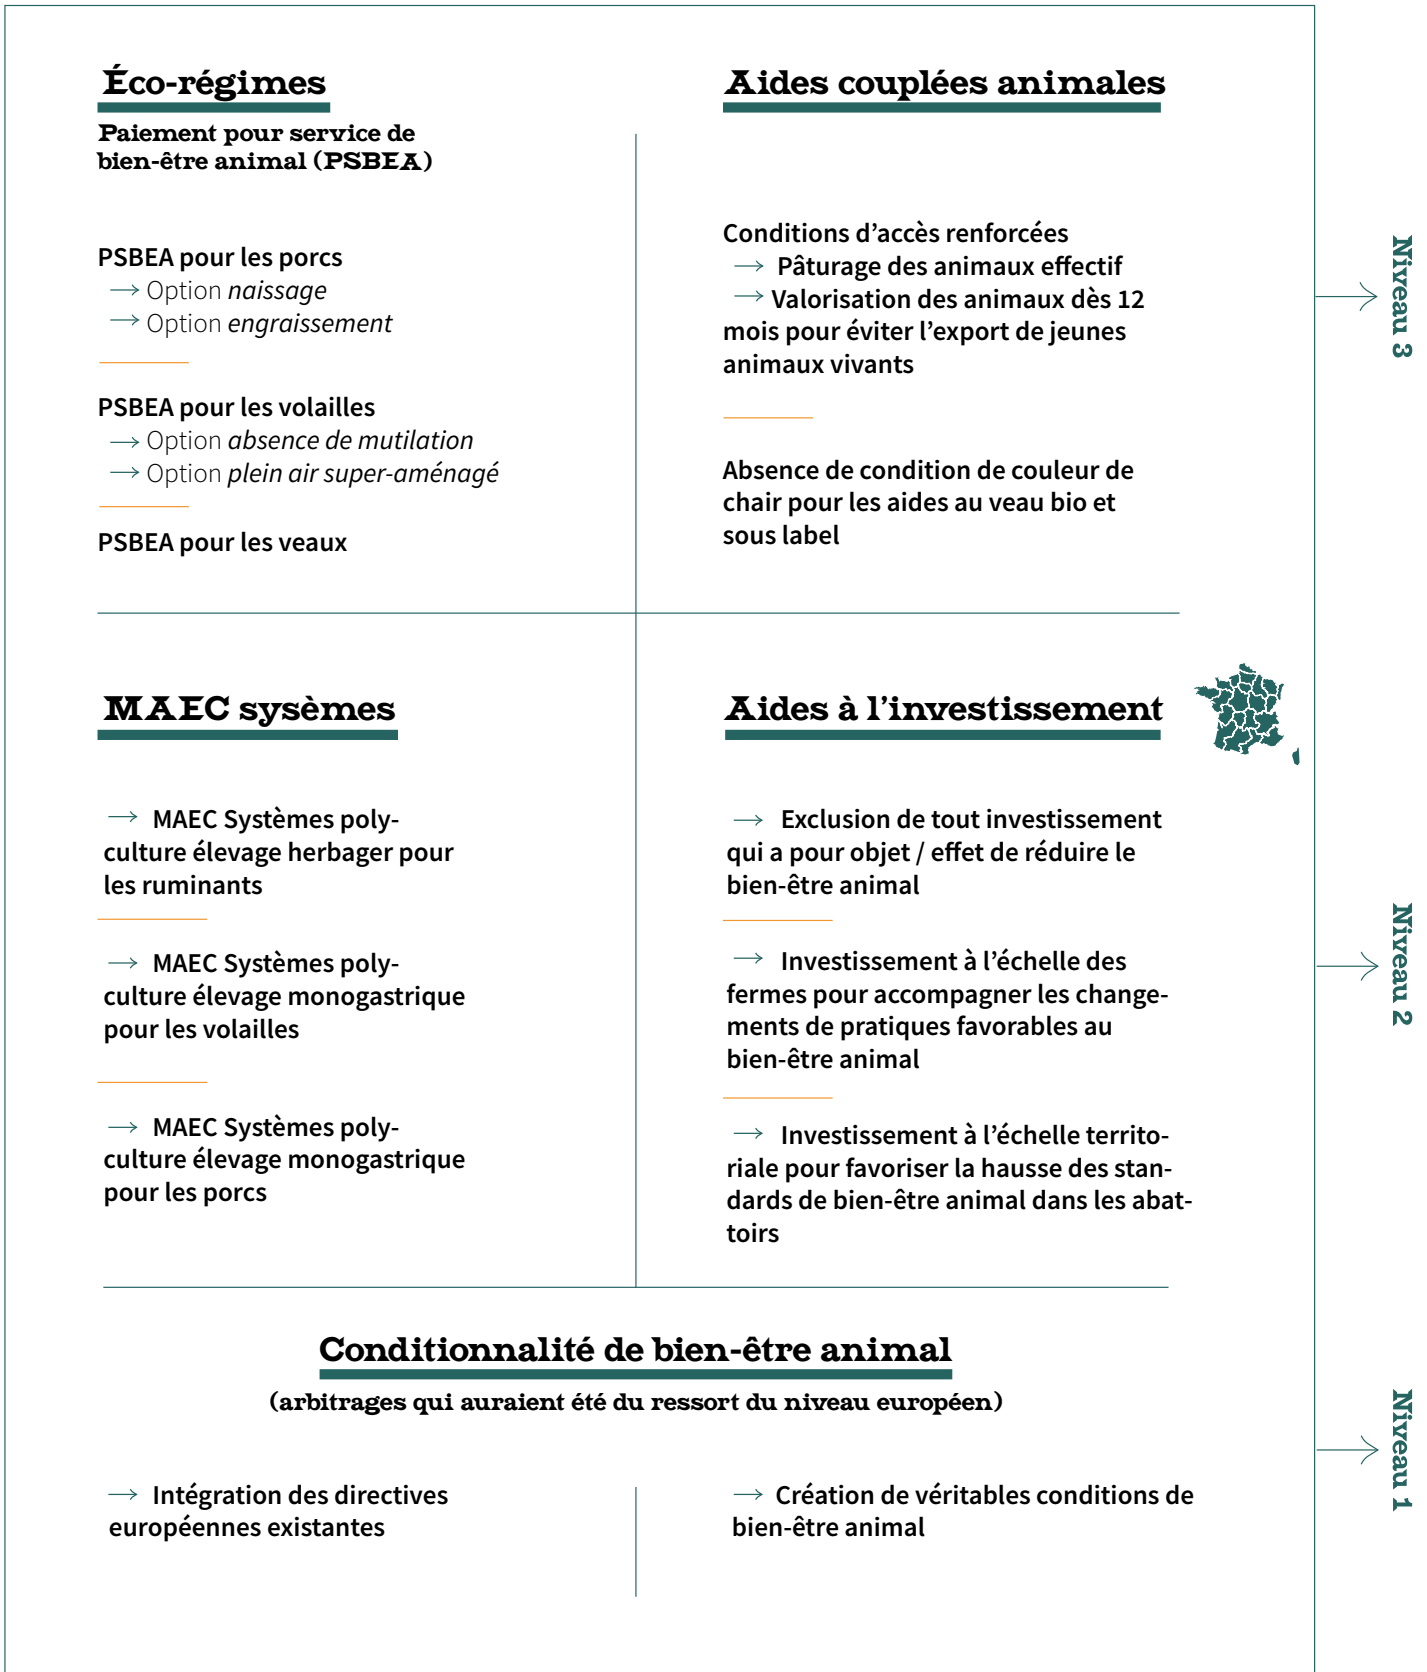 Éco-régimes
Paiement pour service de
bien-être animal (PSBEA)
PSBEA pour les porcs
→ Option naissage
→ Option engraissement
PSBEA pour les volailles
→ Option absence de mutilation
→ Option plein air super-aménagé
PSBEA pour les veaux
Aides couplées animales
Conditions d'accès renforcées
→ Pâturage des animaux effectif
→ Valorisation des animaux dès 12
mois pour éviter l'export de jeunes
animaux vivants
Absence de condition de couleur de
chair pour les aides au veau bio et
sous label
Niveau 3
MAEC sysèmes
→ MAEC Systèmes poly-
culture élevage herbager pour
les ruminants
→ MAEC Systèmes poly-
culture élevage monogastrique
pour les volailles
→ MAEC Systèmes poly-
culture élevage monogastrique
pour les porcs
Aides à l'investissement
→ Exclusion de tout investissement
qui a pour objet / effet de réduire le
bien-être animal
→ Investissement à l'échelle des
fermes pour accompagner les change-
ments de pratiques favorables au
bien-être animal
→ Investissement à l'échelle territo-
riale pour favoriser la hausse des stan-
dards de bien-être animal dans les abat-
toirs
Niveau 2
Conditionnalité de bien-être animal
(arbitrages qui auraient été du ressort du niveau européen)
→ Intégration des directives
européennes existantes
→ Création de véritables conditions de
bien-être animal
Niveau 1